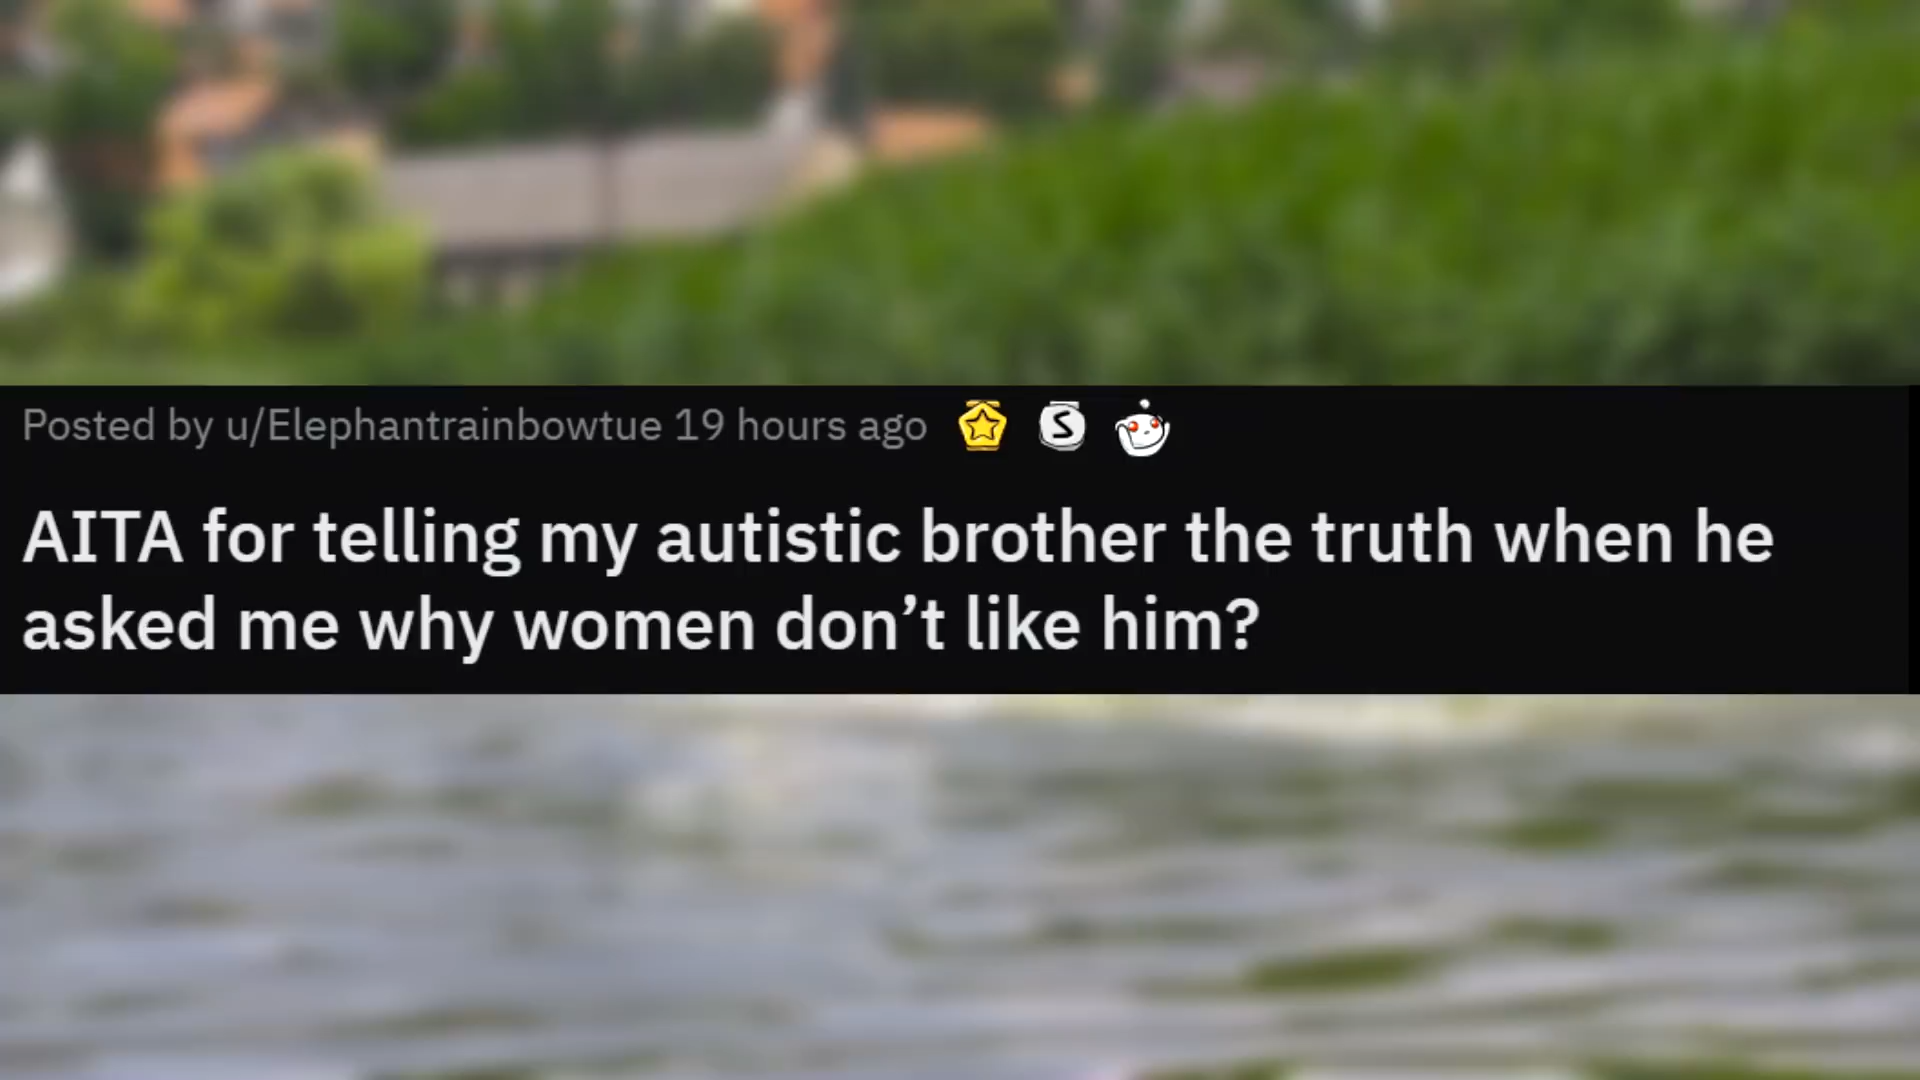 Posted by u/Elephantrainbowtue 19 hours ago
AITA for telling my autistic brother the truth when he
asked me why women don’t like him?